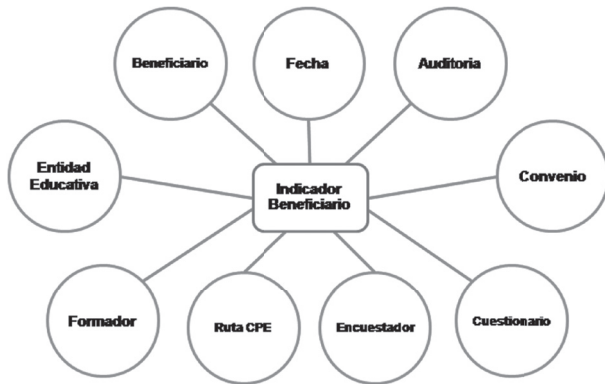 Beneficiario
Fecha
Auditoria
Entidad
Educativa
Indicador
Beneficiario
Convenio
Formador
Ruta CPE
Encuestador
Cuestionario